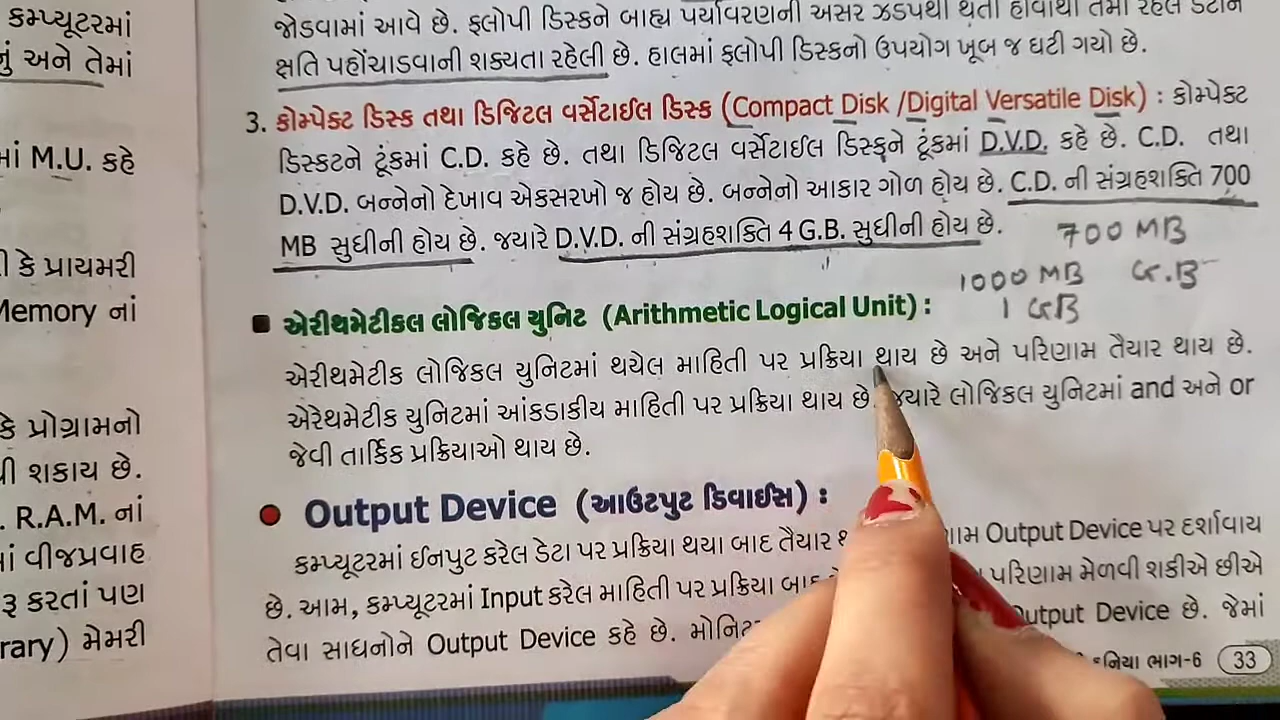 કમ્પ્યૂટરમાં
અને તેમાં
M.U. કહે
કે પ્રાયમરી
Memory નાં
કે પ્રોગ્રામનો
શકાય છે.
R.A.M. નાં
વીજપ્રવાહ
કરતાં પણ
મેમરી
જોડવામાં આવે છે. ફ્લોપી ડિસ્કને બાહ્ય પર્યાવરણની અસર ઝડપથી થતી હોવાથી તેમાં રહેલ ડેટાને
ક્ષતિ પહોંચાડવાની શક્યતા રહેલી છે. હાલમાં ફ્લોપી ડિસ્કનો ઉપયોગ ખૂબ જ ઘટી ગયો છે.
3. કોમ્પેક્ટ ડિસ્ક તથા ડિજિટલ વર્સેટાઈલ ડિસ્ક (Compact Disk /Digital Versatile Disk) : કોમ્પેક્ટ
ડિસ્કટને ટૂંકમાં C.D. કહે છે. તથા ડિજિટલ વર્સેટાઈલ ડિસ્કને ટૂંકમાં D.V.D. કહે છે. C.D. તથા
D.V.D. બન્નેનો દેખાવ એકસરખો જ હોય છે. બન્નેનો આકાર ગોળ હોય છે. C.D. ની સંગ્રહશક્તિ 700
MB સુધીની હોય છે. જ્યારે D.V.D. ની સંગ્રહશક્તિ 4 G.B. સુધીની હોય છે.
700 MB
1000 MB G.B
1 GB
■ એરીથમેટીકલ લોજિકલ યુનિટ (Arithmetic Logical Unit) :
એરીથમેટીક લોજિકલ યુનિટમાં થયેલ માહિતી પર પ્રક્રિયા થાય છે અને પરિણામ તૈયાર થાય છે.
એરેથમેટીક યુનિટમાં આંકડાકીય માહિતી પર પ્રક્રિયા થાય છે. જ્યારે લોજિકલ યુનિટમાં and અને or
જેવી તાર્કિક પ્રક્રિયાઓ થાય છે.
● Output Device (આઉટપુટ ડિવાઈસ) :
કમ્પ્યૂટરમાં ઈનપુટ કરેલ ડેટા પર પ્રક્રિયા થયા બાદ તૈયાર Output Device પર દર્શાવાય
છે. આમ, કમ્પ્યૂટરમાં Input કરેલ માહિતી પર પ્રક્રિયા બાદ પરિણામ મેળવી શકીએ છીએ
તેવા સાધનોને Output Device કહે છે. Output Device છે. જેમાં
ભાગ-6 33